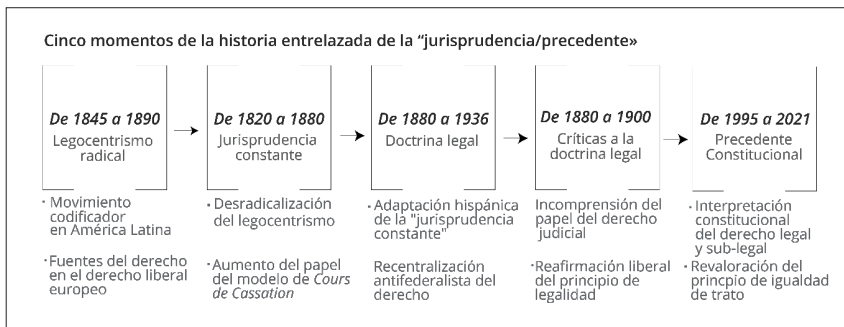 Cinco momentos de la historia entrelazada de la “jurisprudencia/precedente»
De 1845 a 1890
Legocentrismo
radical
· Movimiento
codificador
en América Latina
· Fuentes del derecho
en el derecho liberal
europeo
De 1820 a 1880
Jurisprudencia
constante
· Desradicalización
del legocentrismo
· Aumento del papel
del modelo de Cours
de Cassation
De 1880 a 1936
Doctrina legal
· Adaptación hispánica
de la "jurisprudencia
constante"
Recentralización
antifederalista del
derecho
De 1880 a 1900
Críticas a la
doctrina legal
Incomprensión del
papel del derecho
judicial
· Reafirmación liberal
del principio de
legalidad
De 1995 a 2021
Precedente
Constitucional
· Interpretación
constitucional
del derecho legal
y sub-legal
· Revaloración del
princpio de igualdad
de trato